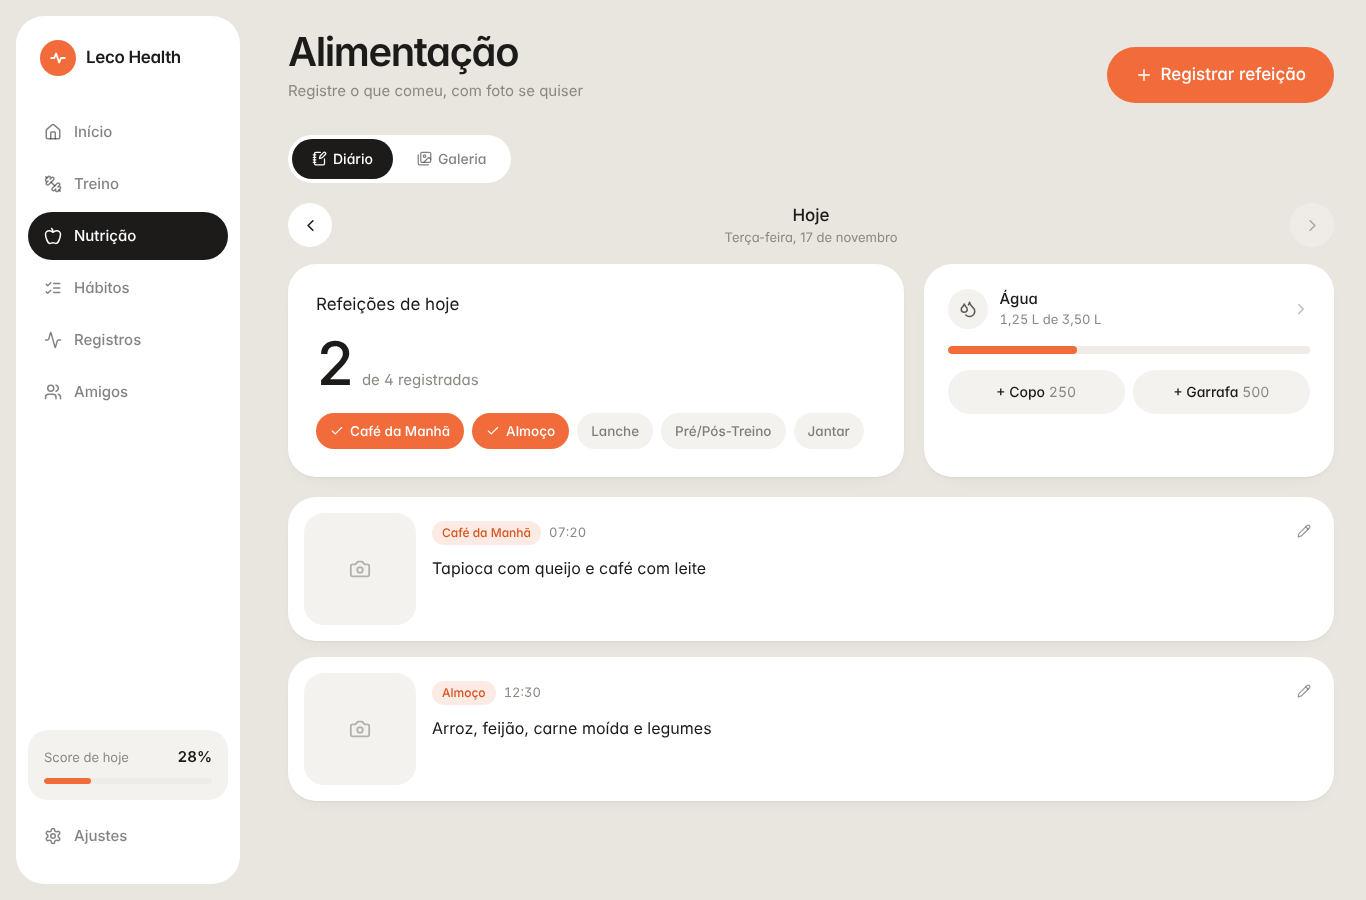 Leco Health
Início
Treino
Nutrição
Hábitos
Registros
Amigos
Score de hoje 28%
Ajustes
Alimentação
Registre o que comeu, com foto se quiser
+ Registrar refeição
Diário
Galeria
Hoje
Terça-feira, 17 de novembro
Refeições de hoje
2 de 4 registradas
Café da Manhã
Almoço
Lanche
Pré/Pós-Treino
Jantar
Água
1,25 L de 3,50 L
+ Copo 250
+ Garrafa 500
Café da Manhã 07:20
Tapioca com queijo e café com leite
Almoço 12:30
Arroz, feijão, carne moída e legumes